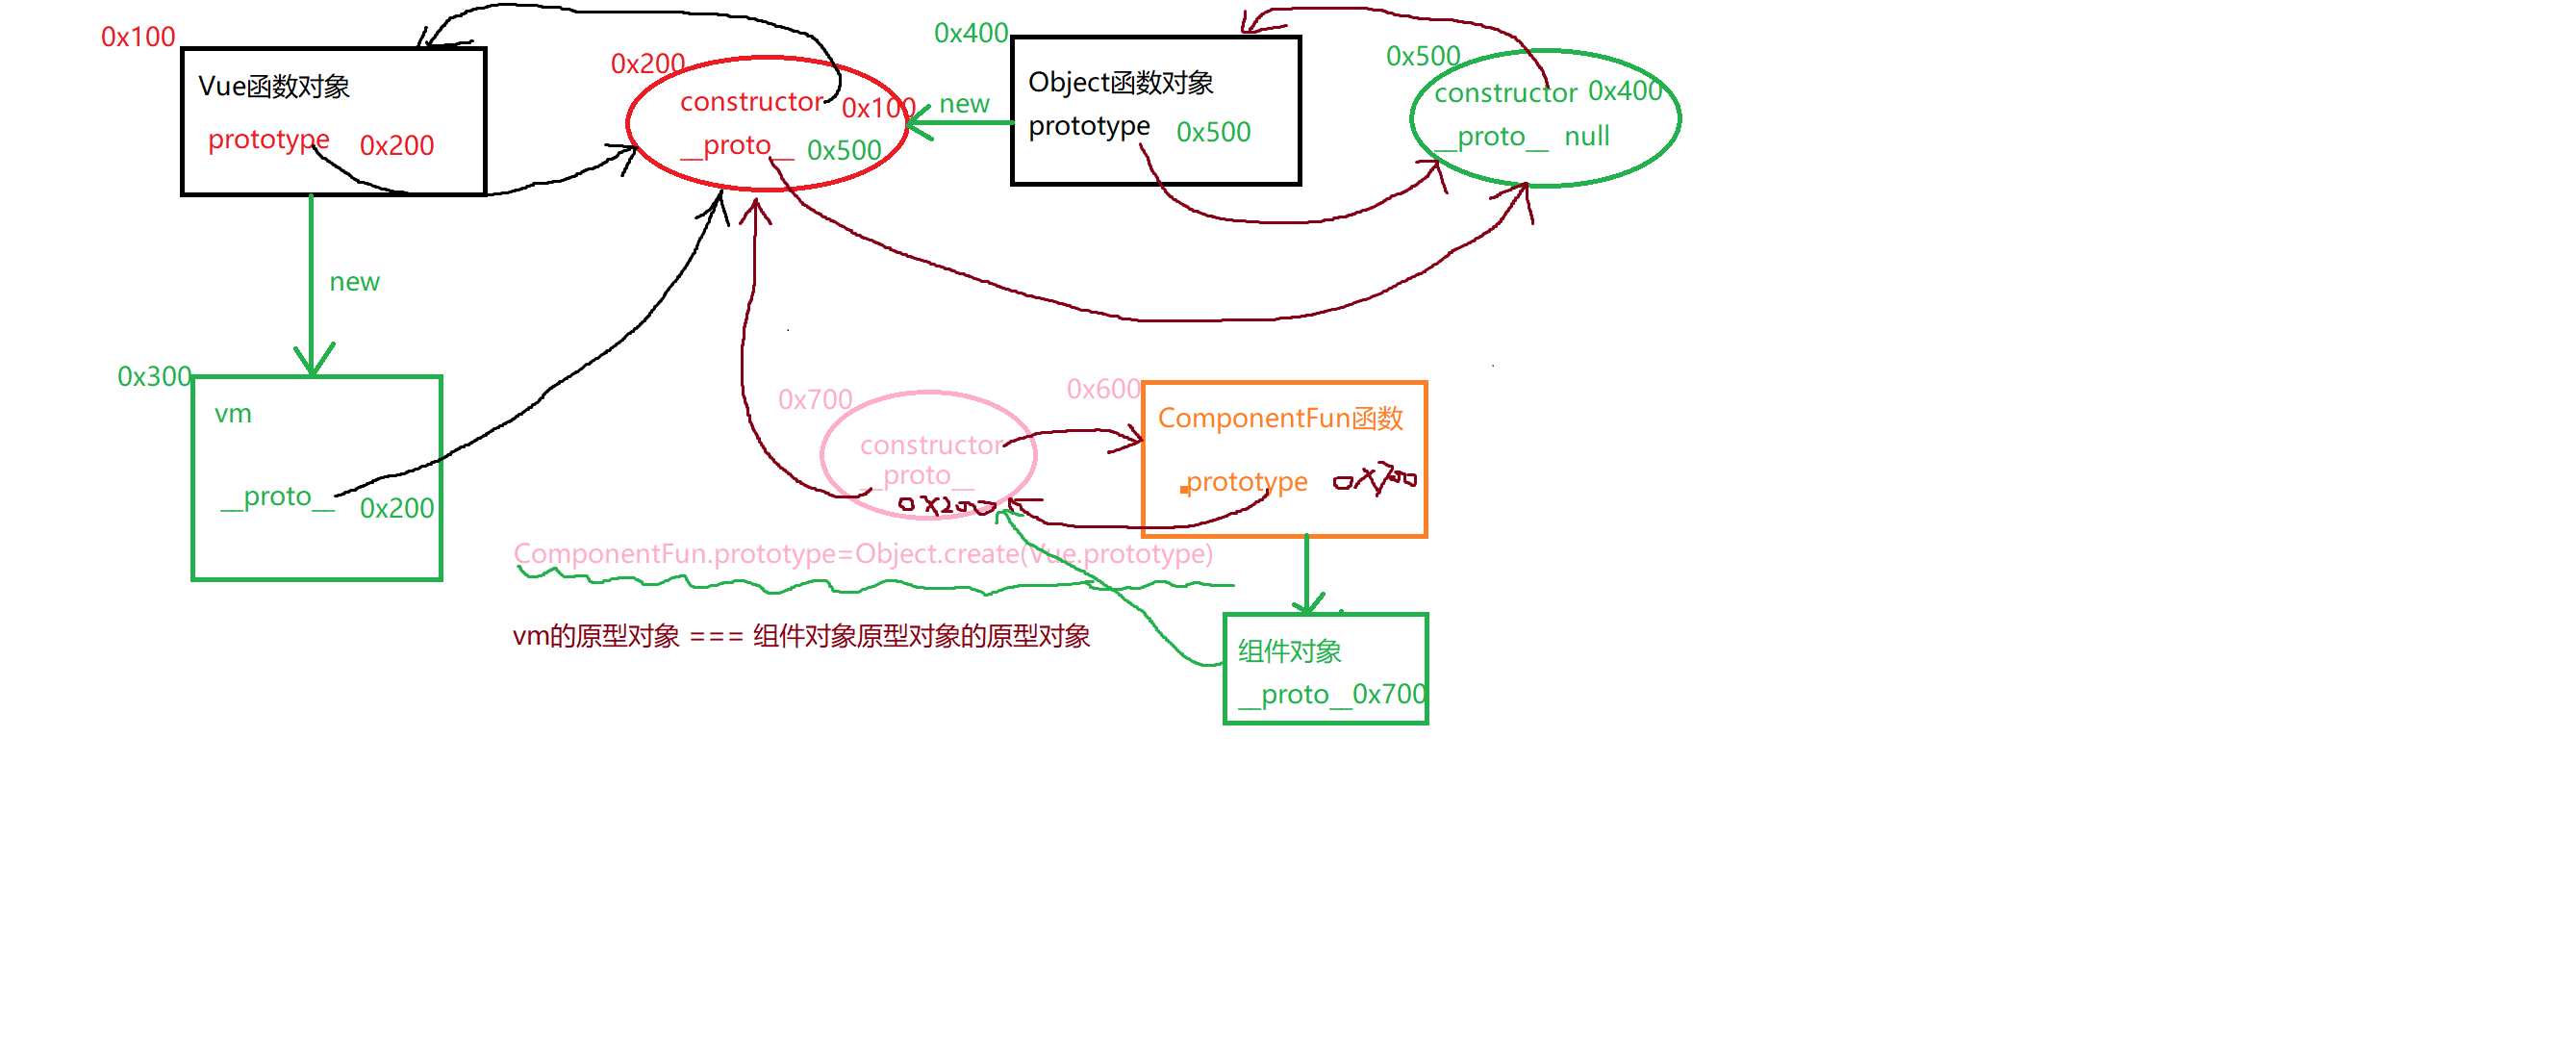 0x100
Vue函数对象
prototype 0x200
0x200
constructor 0x100
__proto__ 0x500
new
0x400
Object函数对象
prototype 0x500
0x500
constructor 0x400
__proto__ null
new
0x300
vm
__proto__ 0x200
0x700
constructor
__proto__
0x200
0x600
ComponentFun函数
prototype 0x700
ComponentFun.prototype=Object.create(Vue.prototype)
vm的原型对象 === 组件对象原型对象的原型对象
组件对象
__proto__0x700